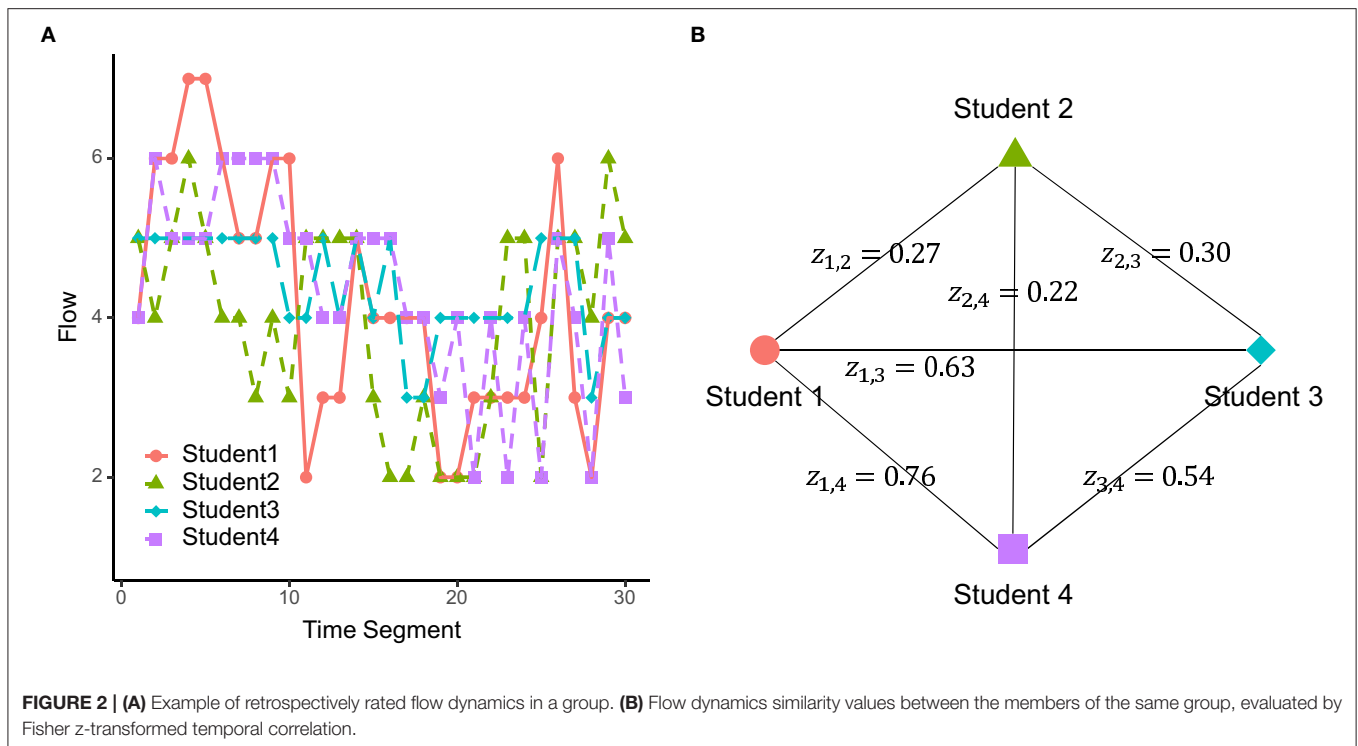 A
Flow
6
4
2
Student1
Student2
Student3
Student4
0 10 20 30
Time Segment
B
Student 2
z1,2 = 0.27
z2,3 = 0.30
z2,4 = 0.22
z1,3 = 0.63
Student 1
Student 3
z1,4 = 0.76
z3,4 = 0.54
Student 4
FIGURE 2 | (A) Example of retrospectively rated flow dynamics in a group. (B) Flow dynamics similarity values between the members of the same group, evaluated by
Fisher z-transformed temporal correlation.